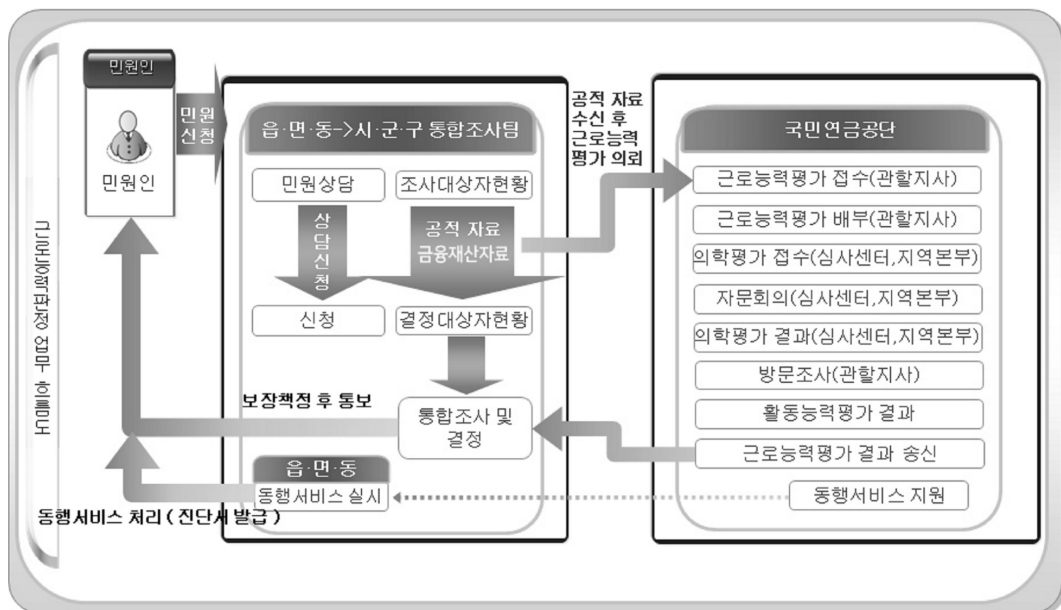 근로능력판정 업무 흐름도
민원인
민원인
민원
신청
읍·면·동->시·군·구 통합조사팀
민원상담
조사대상자현황
상담신청
공적 자료
금융재산자료
신청
결정대상자현황
통합조사 및
결정
보장책정 후 통보
읍·면·동
동행서비스 실시
동행서비스 처리 ( 진단서 발급 )
공적 자료
수신 후
근로능력
평가 의뢰
국민연금공단
근로능력평가 접수(관할지사)
근로능력평가 배부(관할지사)
의학평가 접수(심사센터,지역본부)
자문회의(심사센터,지역본부)
의학평가 결과(심사센터,지역본부)
방문조사(관할지사)
활동능력평가 결과
근로능력평가 결과 송신
동행서비스 지원